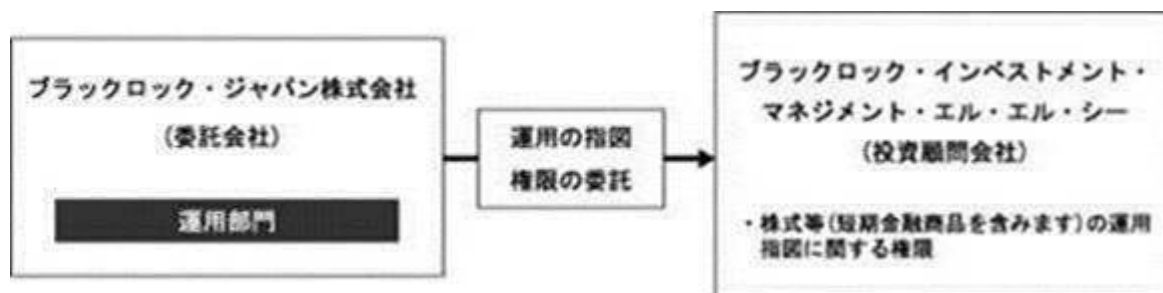 ブラックロック・ジャパン株式会社
(委託会社)
運用部門
運用の指図
権限の委託
ブラックロック・インベストメント・
マネジメント・エル・エル・シー
(投資顧問会社)
・株式等(短期金融商品を含みます)の運用
指図に関する権限